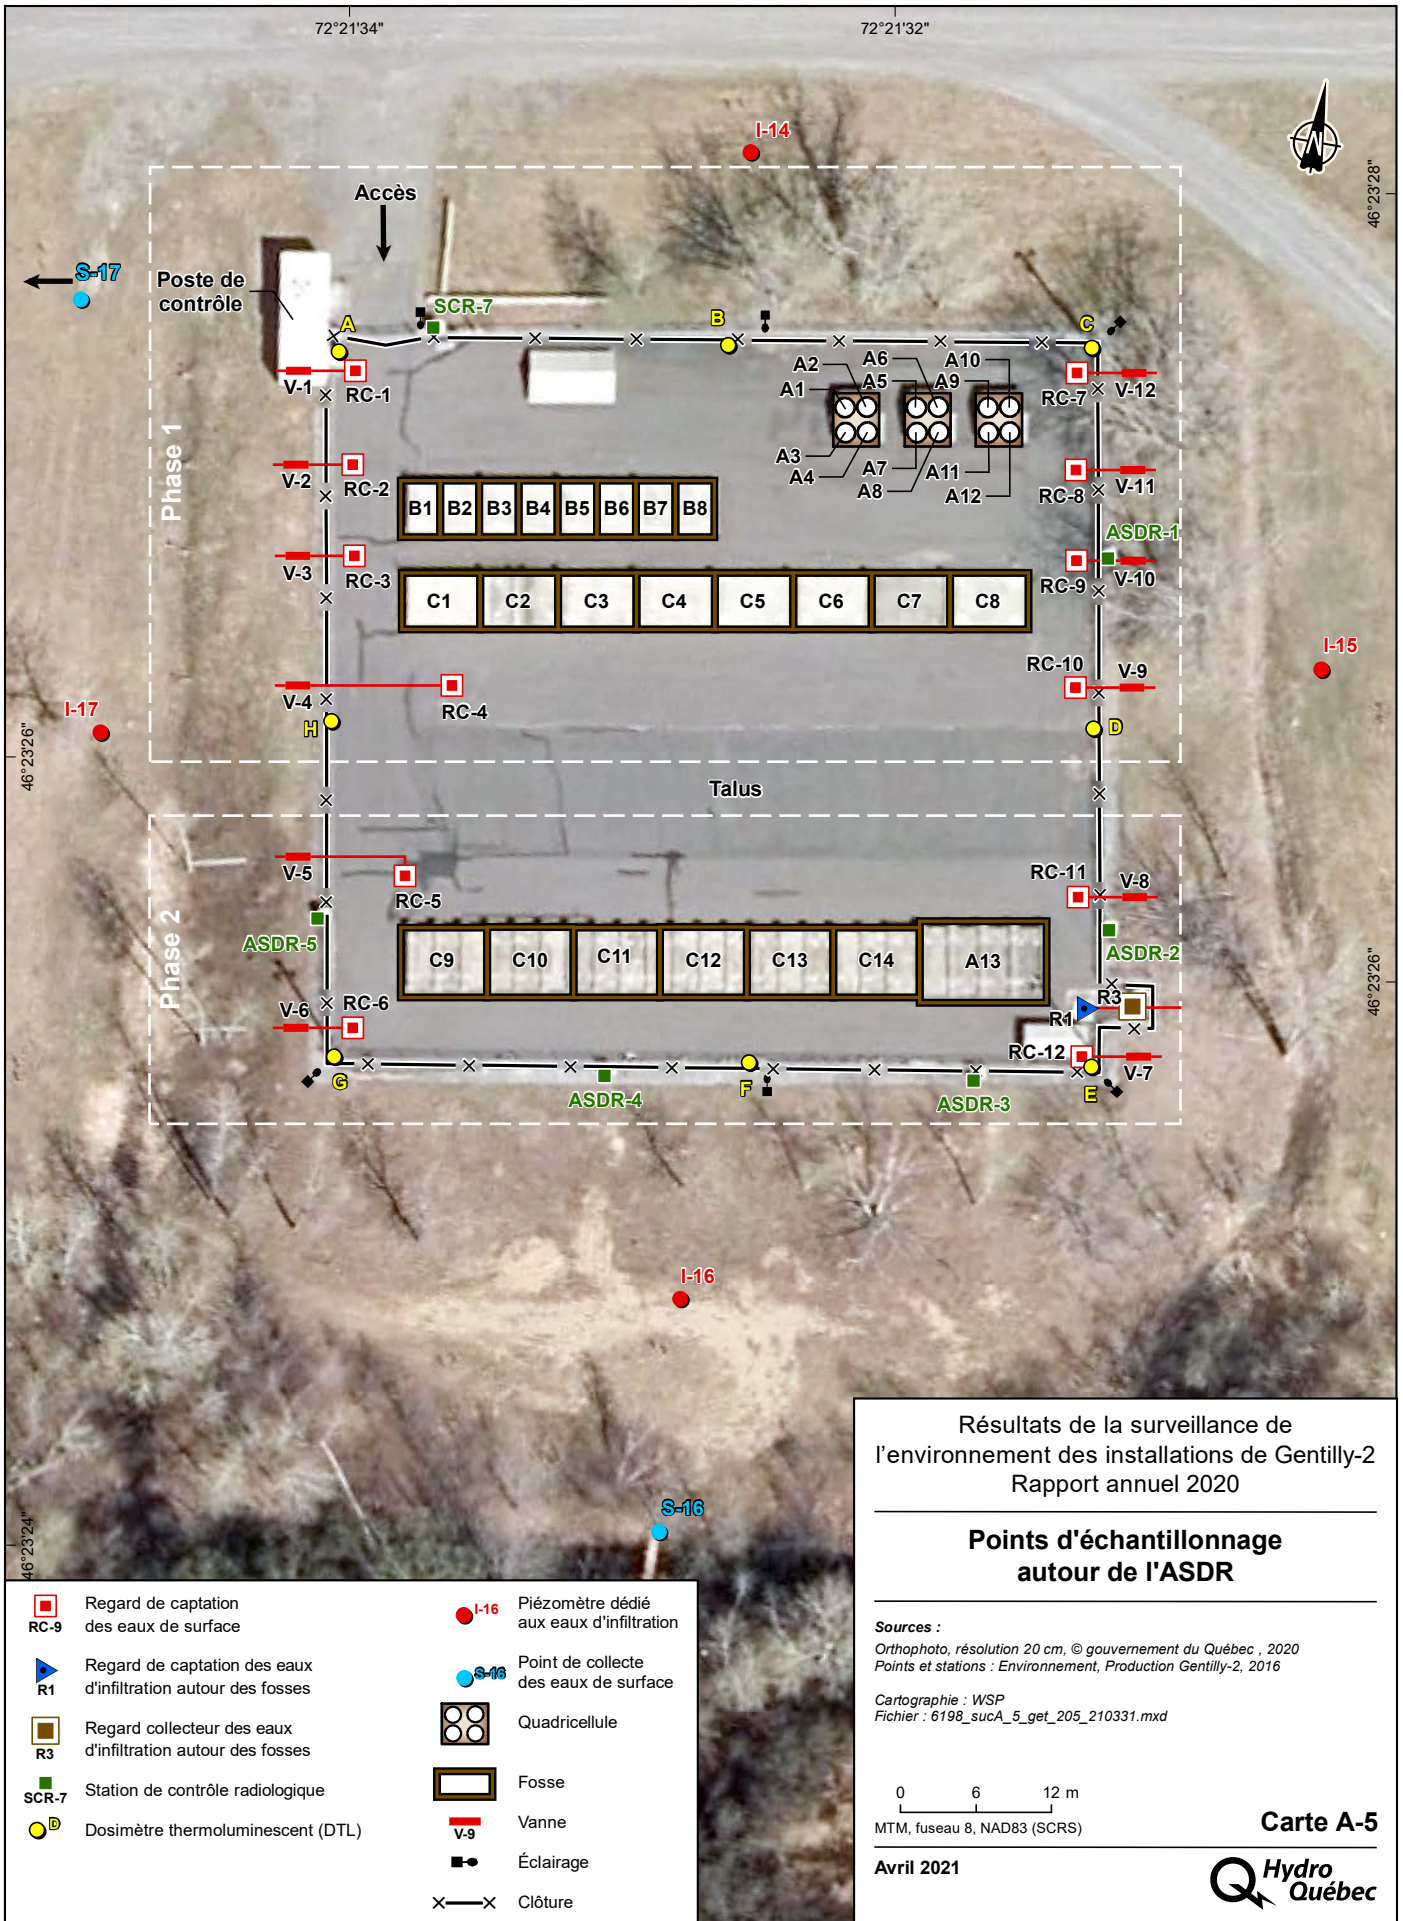 72°21'34"
72°21'32"
I-14
46°23'28"
Accès
S-17
Poste de
contrôle
SCR-7
A
B
C
A2
A6
A10
A1
A5
A9
V-1
RC-1
RC-7
V-12
Phase 1
A3
A4
A7
A8
A11
A12
V-2
RC-2
RC-8
V-11
B1
B2
B3
B4
B5
B6
B7
B8
ASDR-1
V-3
RC-3
RC-9
V-10
C1
C2
C3
C4
C5
C6
C7
C8
I-15
RC-10
V-9
V-4
RC-4
I-17
H
D
46°23'26"
Talus
V-5
RC-5
RC-11
V-8
Phase 2
ASDR-5
ASDR-2
C9
C10
C11
C12
C13
C14
A13
46°23'26"
V-6
RC-6
R3
R1
RC-12
V-7
G
F
E
ASDR-4
ASDR-3
I-16
S-16
46°23'24"
Résultats de la surveillance de
l'environnement des installations de Gentilly-2
Rapport annuel 2020
Points d'échantillonnage
autour de l'ASDR
Sources :
Orthophoto, résolution 20 cm, © gouvernement du Québec , 2020
Points et stations : Environnement, Production Gentilly-2, 2016
Cartographie : WSP
Fichier : 6198_sucA_5_get_205_210331.mxd
0 6 12 m
MTM, fuseau 8, NAD83 (SCRS)
Carte A-5
Avril 2021
Hydro
Québec
RC-9
Regard de captation
des eaux de surface
R1
Regard de captation des eaux
d'infiltration autour des fosses
R3
Regard collecteur des eaux
d'infiltration autour des fosses
SCR-7
Station de contrôle radiologique
D
Dosimètre thermoluminescent (DTL)
I-16
Piézomètre dédié
aux eaux d'infiltration
S-16
Point de collecte
des eaux de surface
Quadricellule
Fosse
V-9
Vanne
Éclairage
Clôture